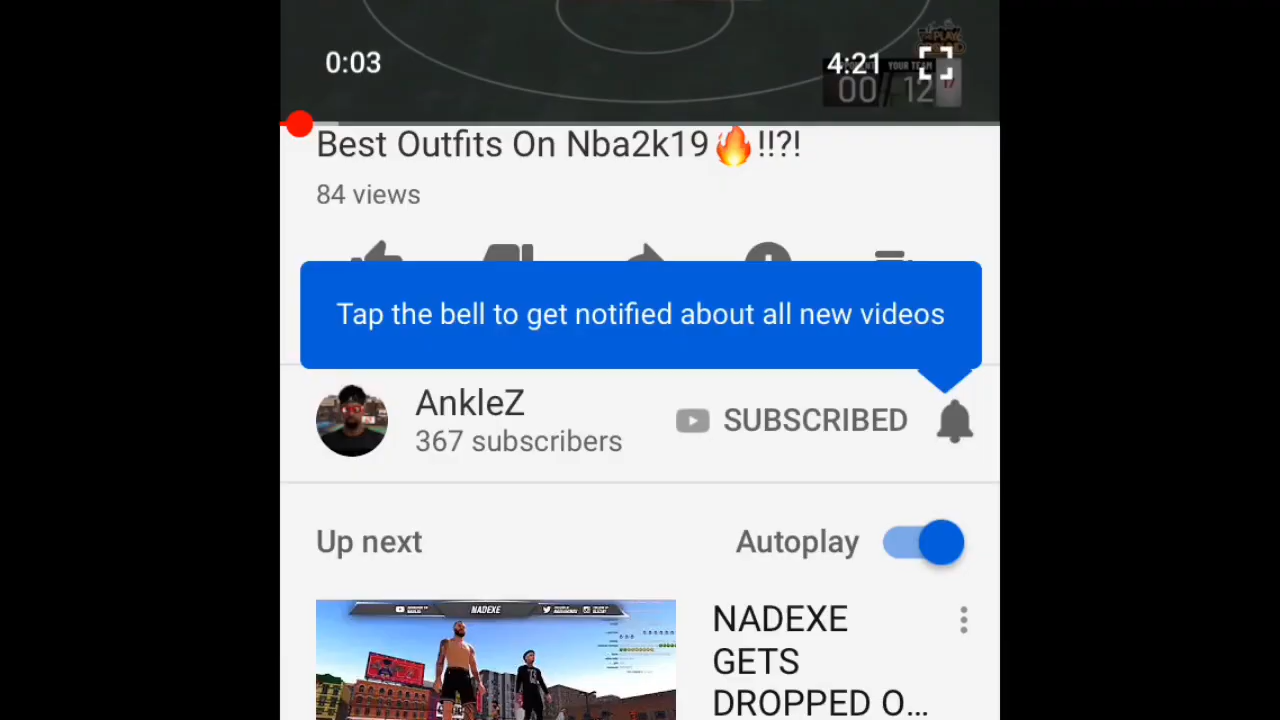 0:03
4:21
YOUR TEAM
00 12
17
Best Outfits On Nba2k19🔥!!?!
84 views
Tap the bell to get notified about all new videos
AnkleZ
367 subscribers
SUBSCRIBED
Up next
Autoplay
NADEXE
NADEXE
GETS
DROPPED O...